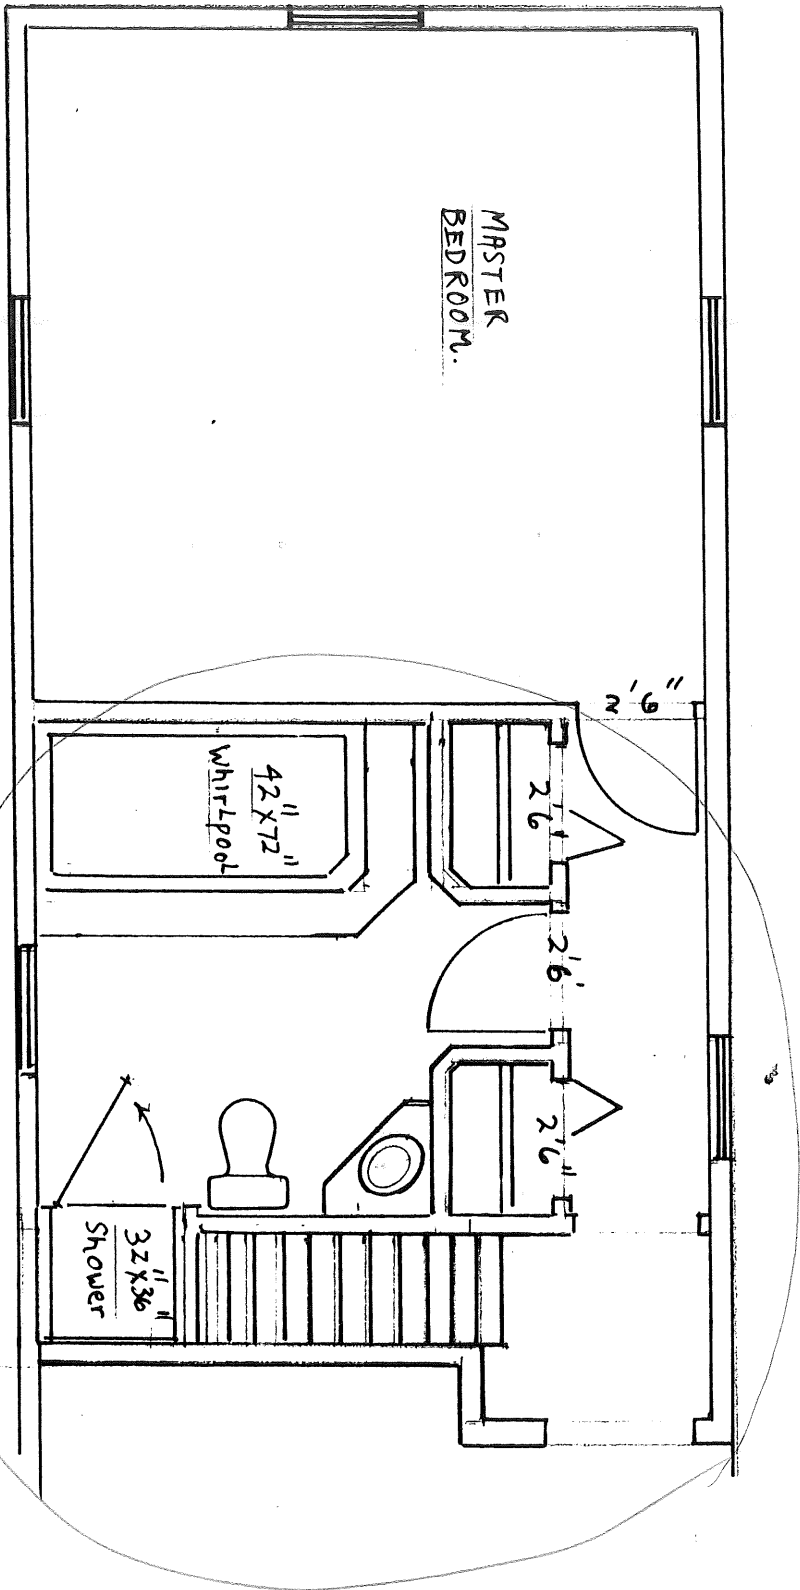 MASTER
BEDROOM.
2'6"
2'6
2'6'
2'6"
42"X72"
WhirLpool
32"X36"
Shower